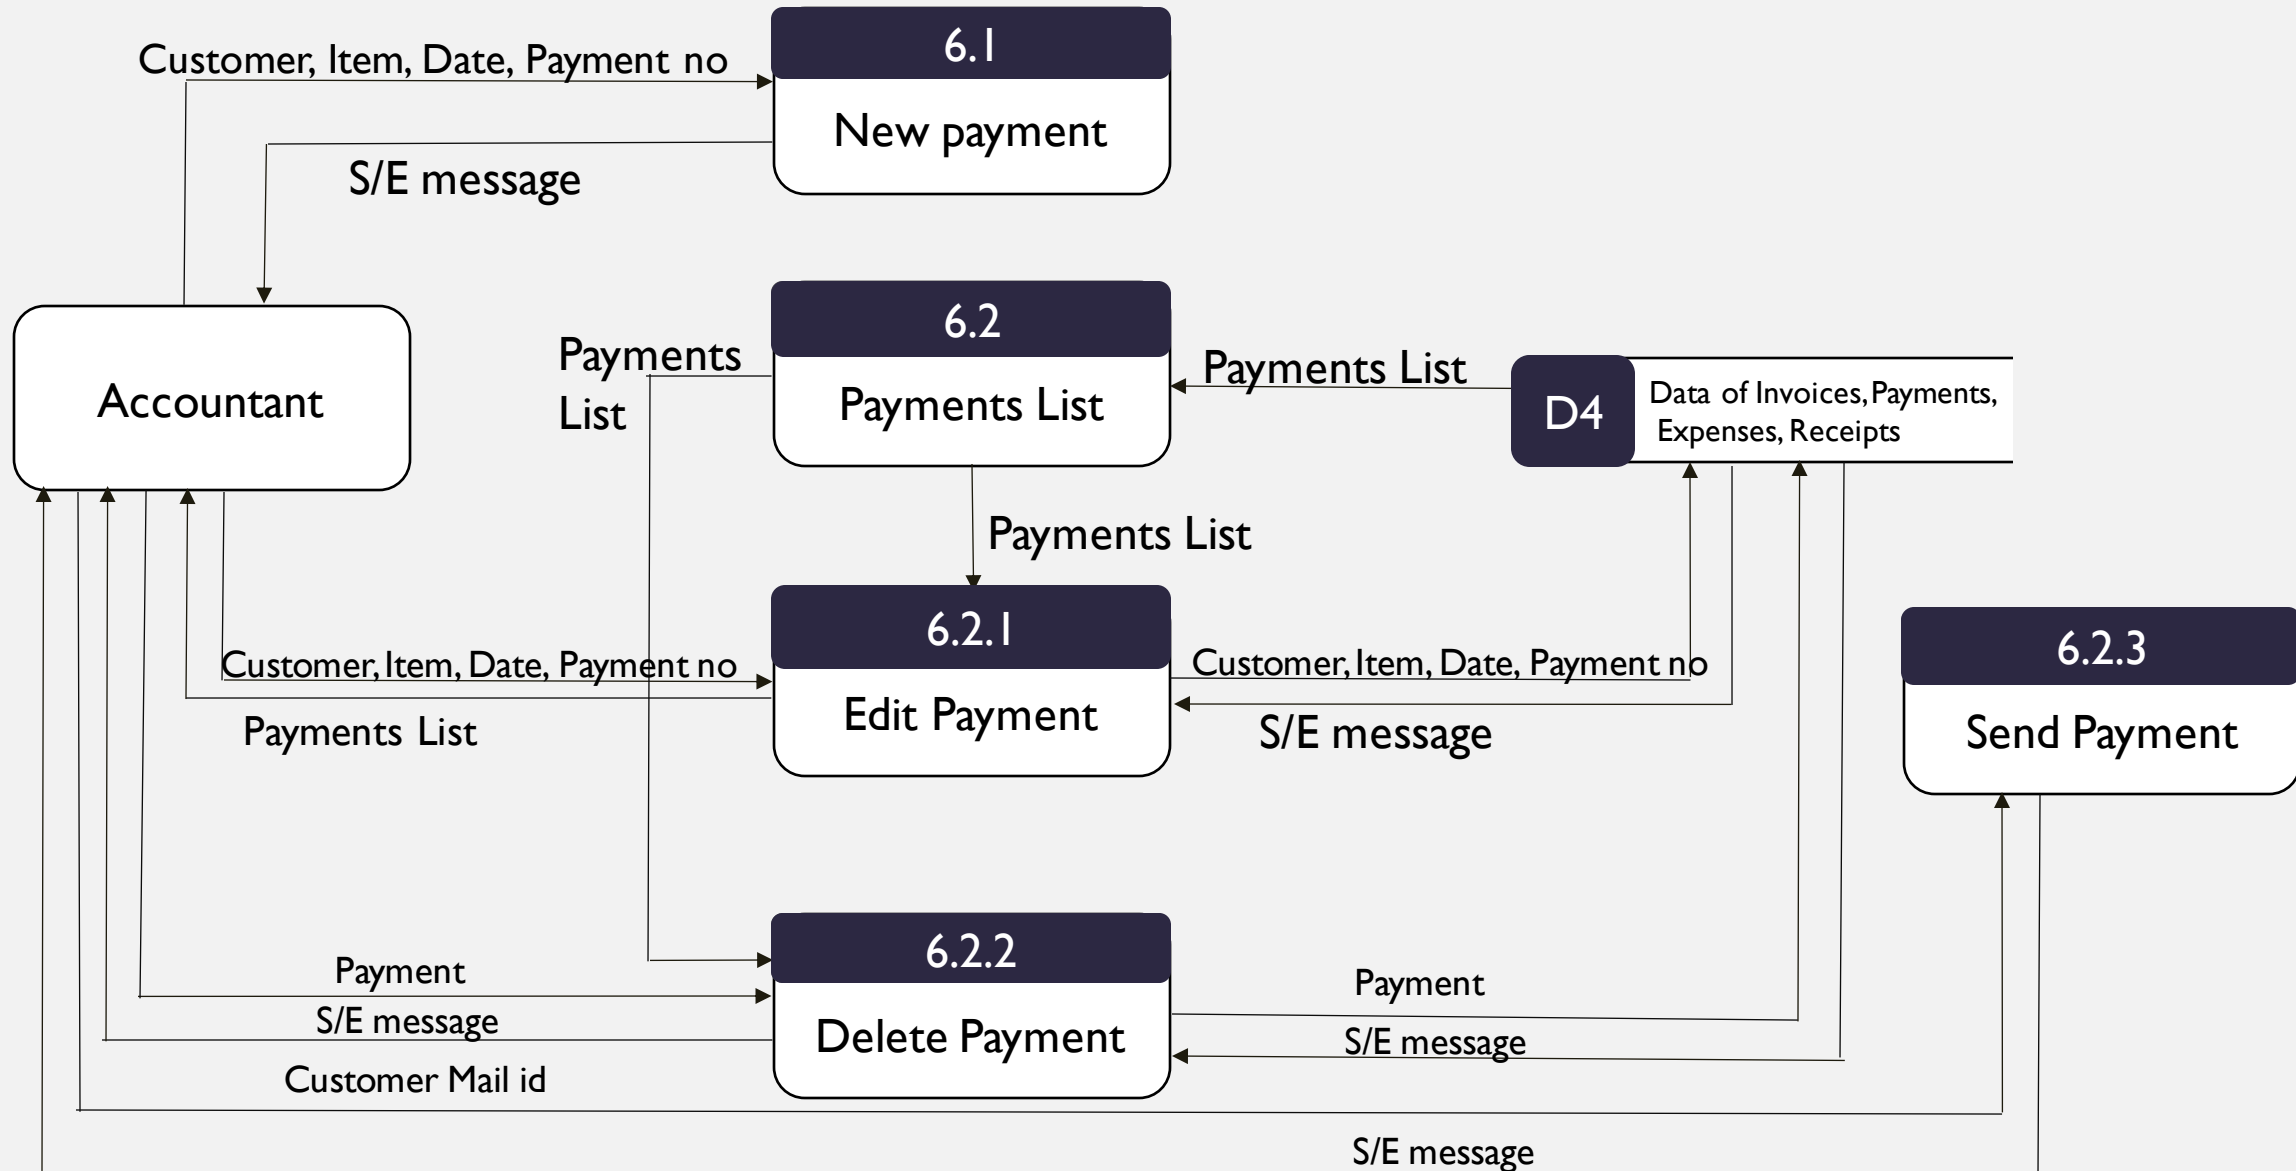 6.1
Customer, Item, Date, Payment no
New payment
S/E message
6.2
Payments
List
Payments List
Payments List
Accountant
D4
Data of Invoices, Payments,
Expenses, Receipts
Payments List
6.2.1
6.2.3
Customer, Item, Date, Payment no
Customer, Item, Date, Payment no
Edit Payment
Payments List
S/E message
Send Payment
6.2.2
Payment
Payment
S/E message
Delete Payment
S/E message
Customer Mail id
S/E message